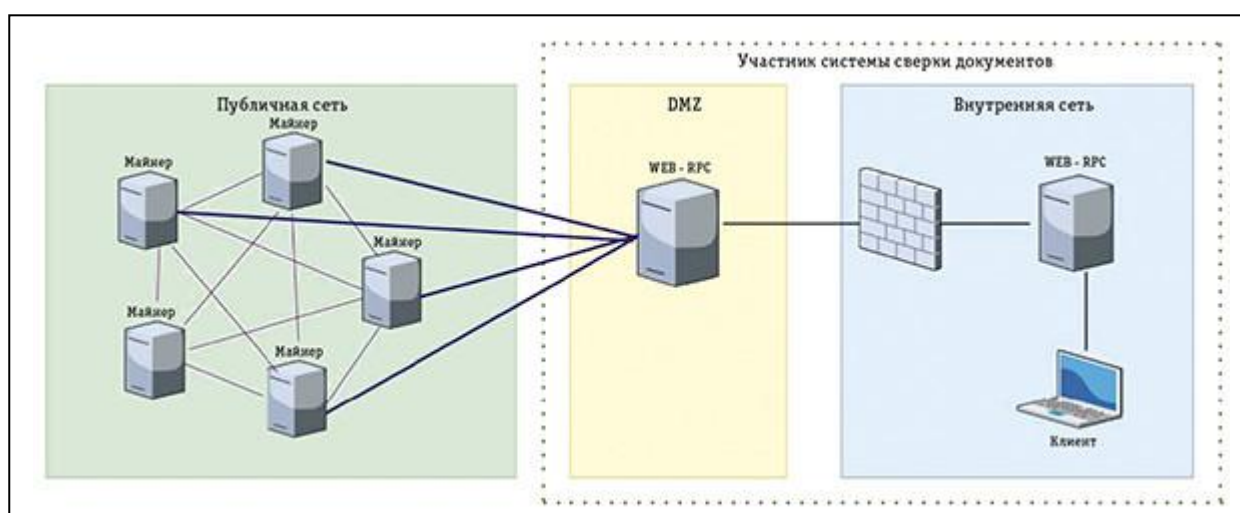 Участник системы сверки документов
Публичная сеть
DMZ
Внутренняя сеть
Майнер
Майнер
Майнер
Майнер
Майнер
WEB - RPC
WEB - RPC
Клиент